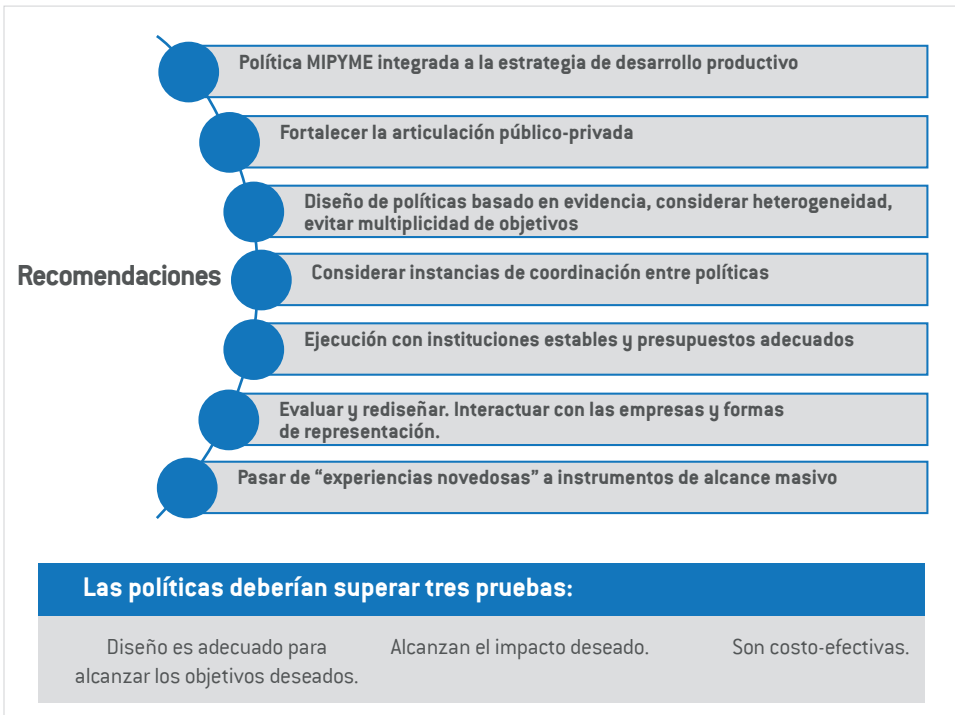 Política MIPYME integrada a la estrategia de desarrollo productivo
Fortalecer la articulación público-privada
Diseño de políticas basado en evidencia, considerar heterogeneidad,
evitar multiplicidad de objetivos
Recomendaciones
Considerar instancias de coordinación entre políticas
Ejecución con instituciones estables y presupuestos adecuados
Evaluar y rediseñar. Interactuar con las empresas y formas
de representación.
Pasar de “experiencias novedosas” a instrumentos de alcance masivo
Las políticas deberían superar tres pruebas:
Diseño es adecuado para
alcanzar los objetivos deseados.
Alcanzan el impacto deseado.
Son costo-efectivas.